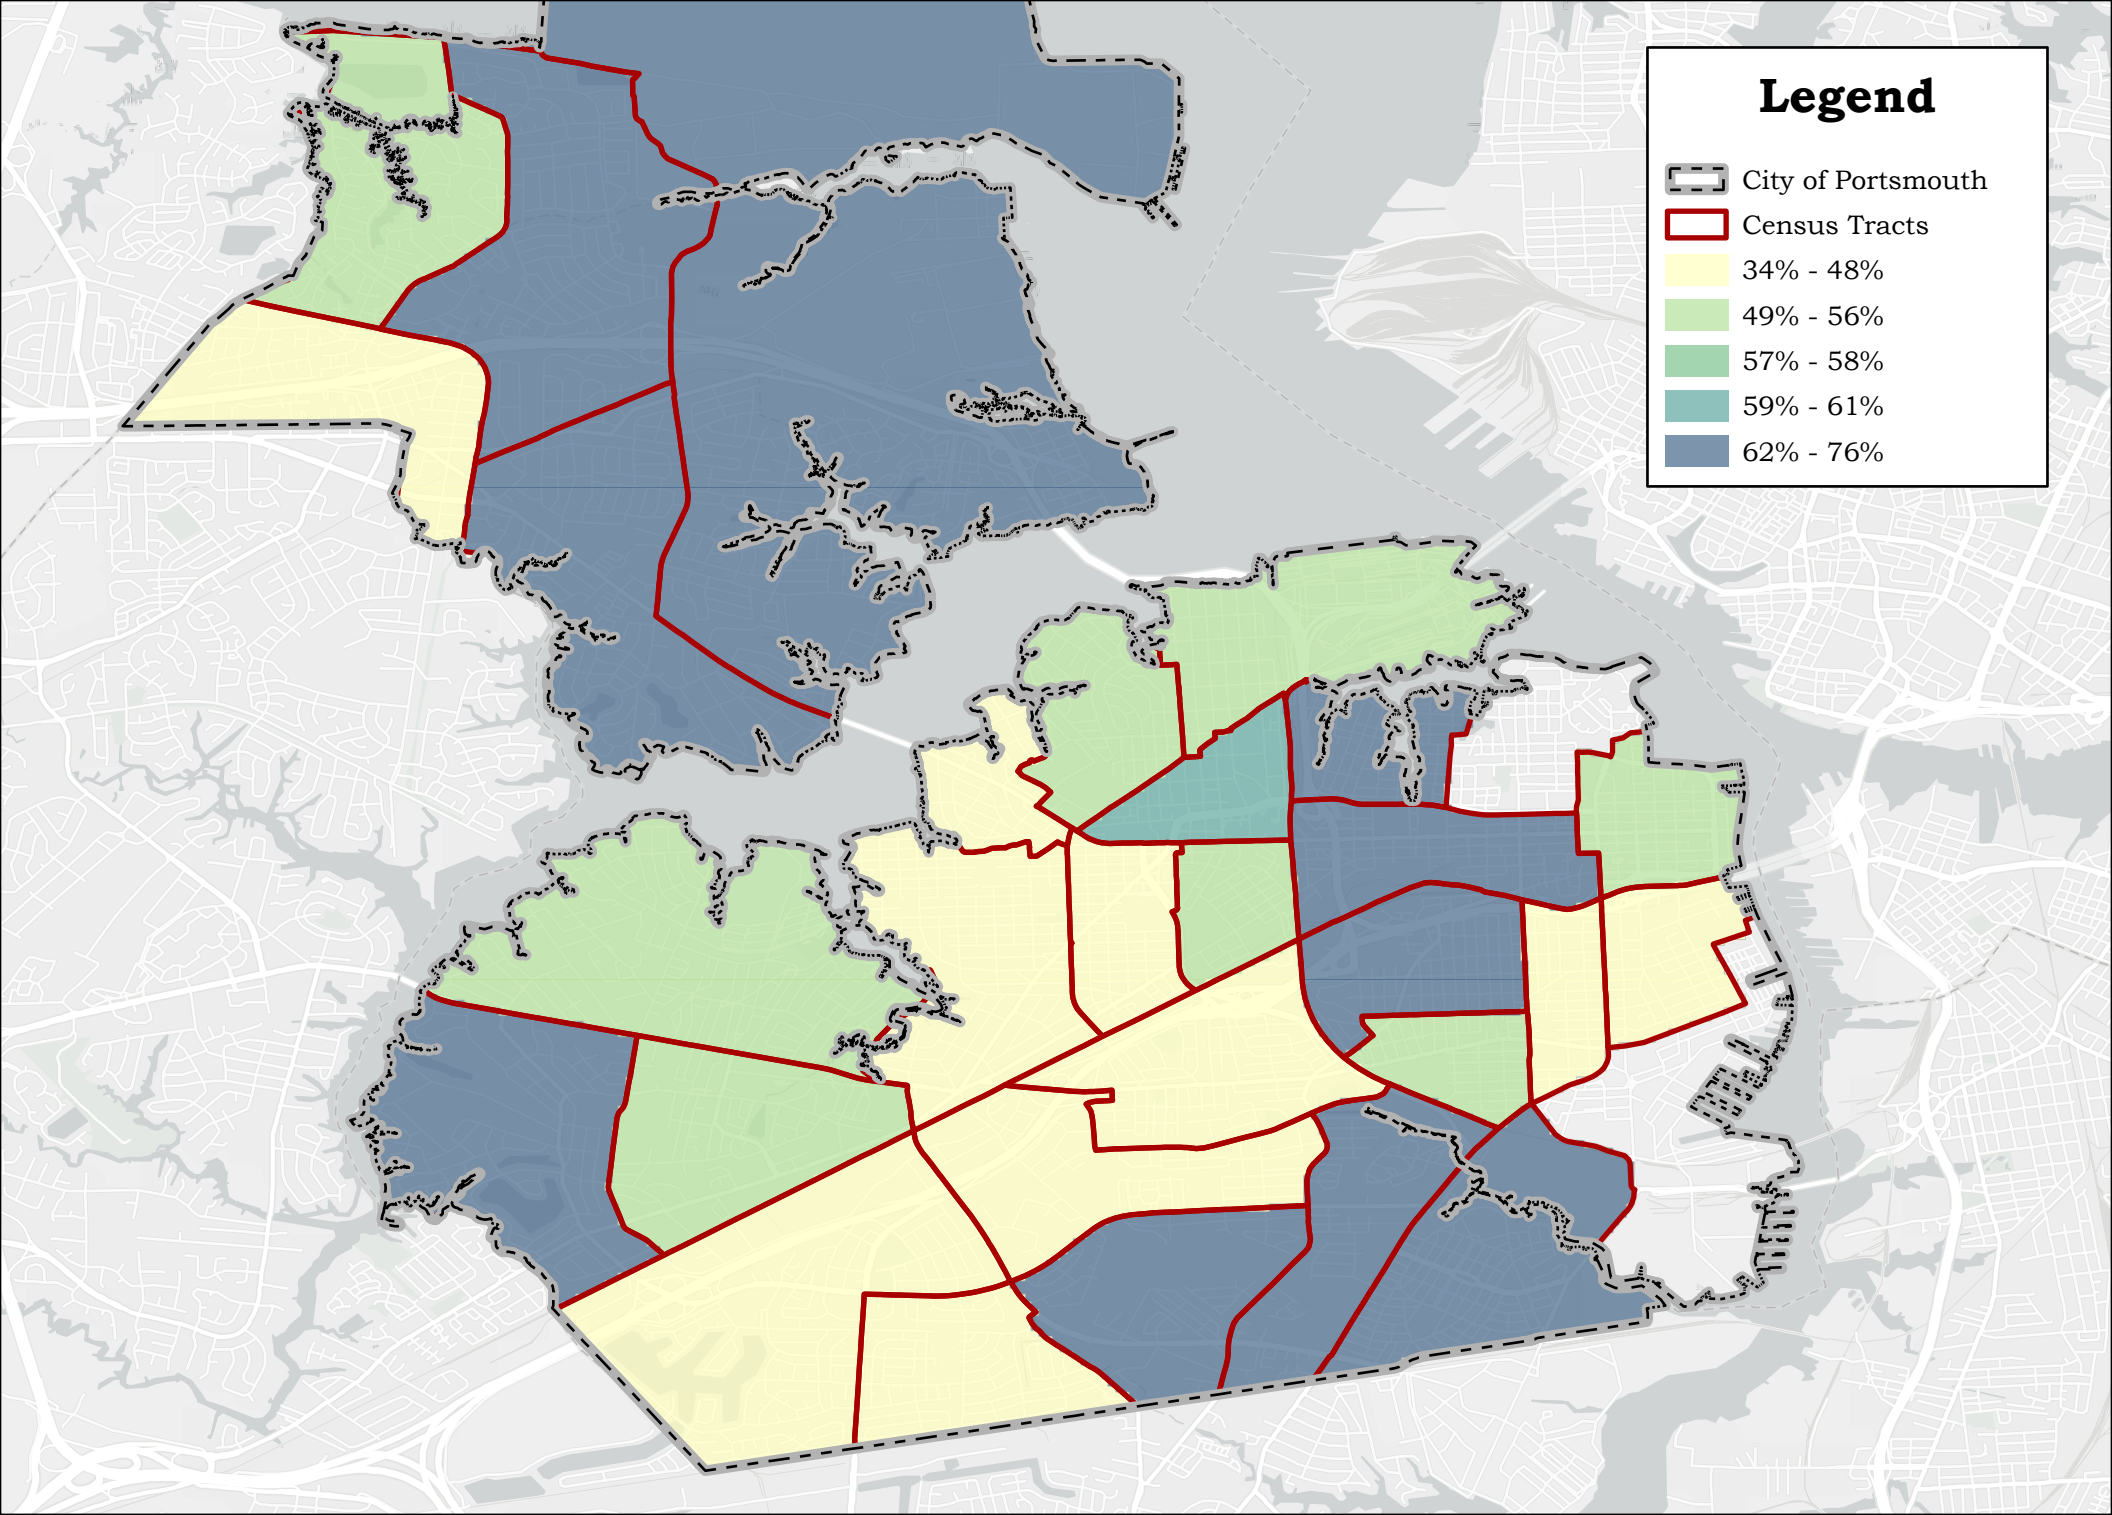 Legend
City of Portsmouth
Census Tracts
34% - 48%
49% - 56%
57% - 58%
59% - 61%
62% - 76%